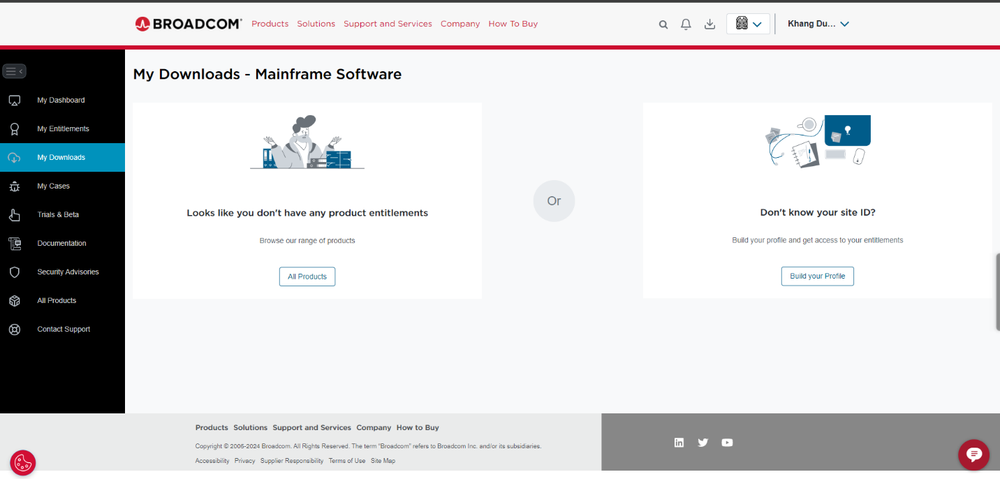 BROADCOM®
Products Solutions Support and Services Company How To Buy
Khang Du...
My Dashboard
My Entitlements
My Downloads
My Cases
Trials & Beta
Documentation
Security Advisories
All Products
Contact Support
My Downloads - Mainframe Software
Looks like you don't have any product entitlements
Browse our range of products
All Products
Or
Don't know your site ID?
Build your profile and get access to your entitlements
Build your Profile
Products Solutions Support and Services Company How to Buy
Copyright © 2005-2024 Broadcom. All Rights Reserved. The term “Broadcom” refers to Broadcom Inc. and/or its subsidiaries.
Accessibility Privacy Supplier Responsibility Terms of Use Site Map
in